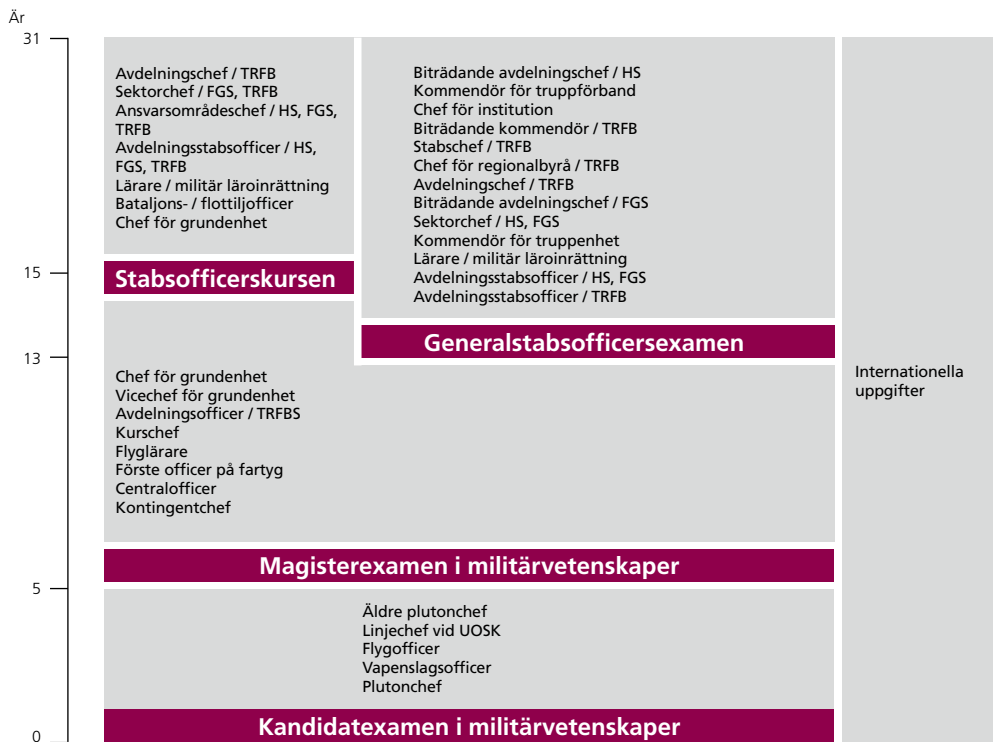 År
31
Avdelningschef / TRFB
Sektorchef / FGS, TRFB
Ansvarsområdeschef / HS, FGS,
TRFB
Avdelningsstabsofficer / HS,
FGS, TRFB
Lärare / militär läroinrättning
Bataljons- / flottiljofficer
Chef för grundenhet
Biträdande avdelningschef / HS
Kommendör för truppförband
Chef för institution
Biträdande kommendör / TRFB
Stabschef / TRFB
Chef för regionalbyrå / TRFB
Avdelningschef / TRFB
Biträdande avdelningschef / FGS
Sektorchef / HS, FGS
Kommendör för truppenhet
Lärare / militär läroinrättning
Avdelningsstabsofficer / HS, FGS
Avdelningsstabsofficer / TRFB
15
Stabsofficerskursen
Generalstabsofficersexamen
13
Chef för grundenhet
Vicechef för grundenhet
Avdelningsofficer / TRFBS
Kurschef
Flyglärare
Förste officer på fartyg
Centralofficer
Kontingentchef
Internationella
uppgifter
Magisterexamen i militärvetenskaper
5
Äldre plutonchef
Linjechef vid UOSK
Flygofficer
Vapenslagsofficer
Plutonchef
Kandidatexamen i militärvetenskaper
0